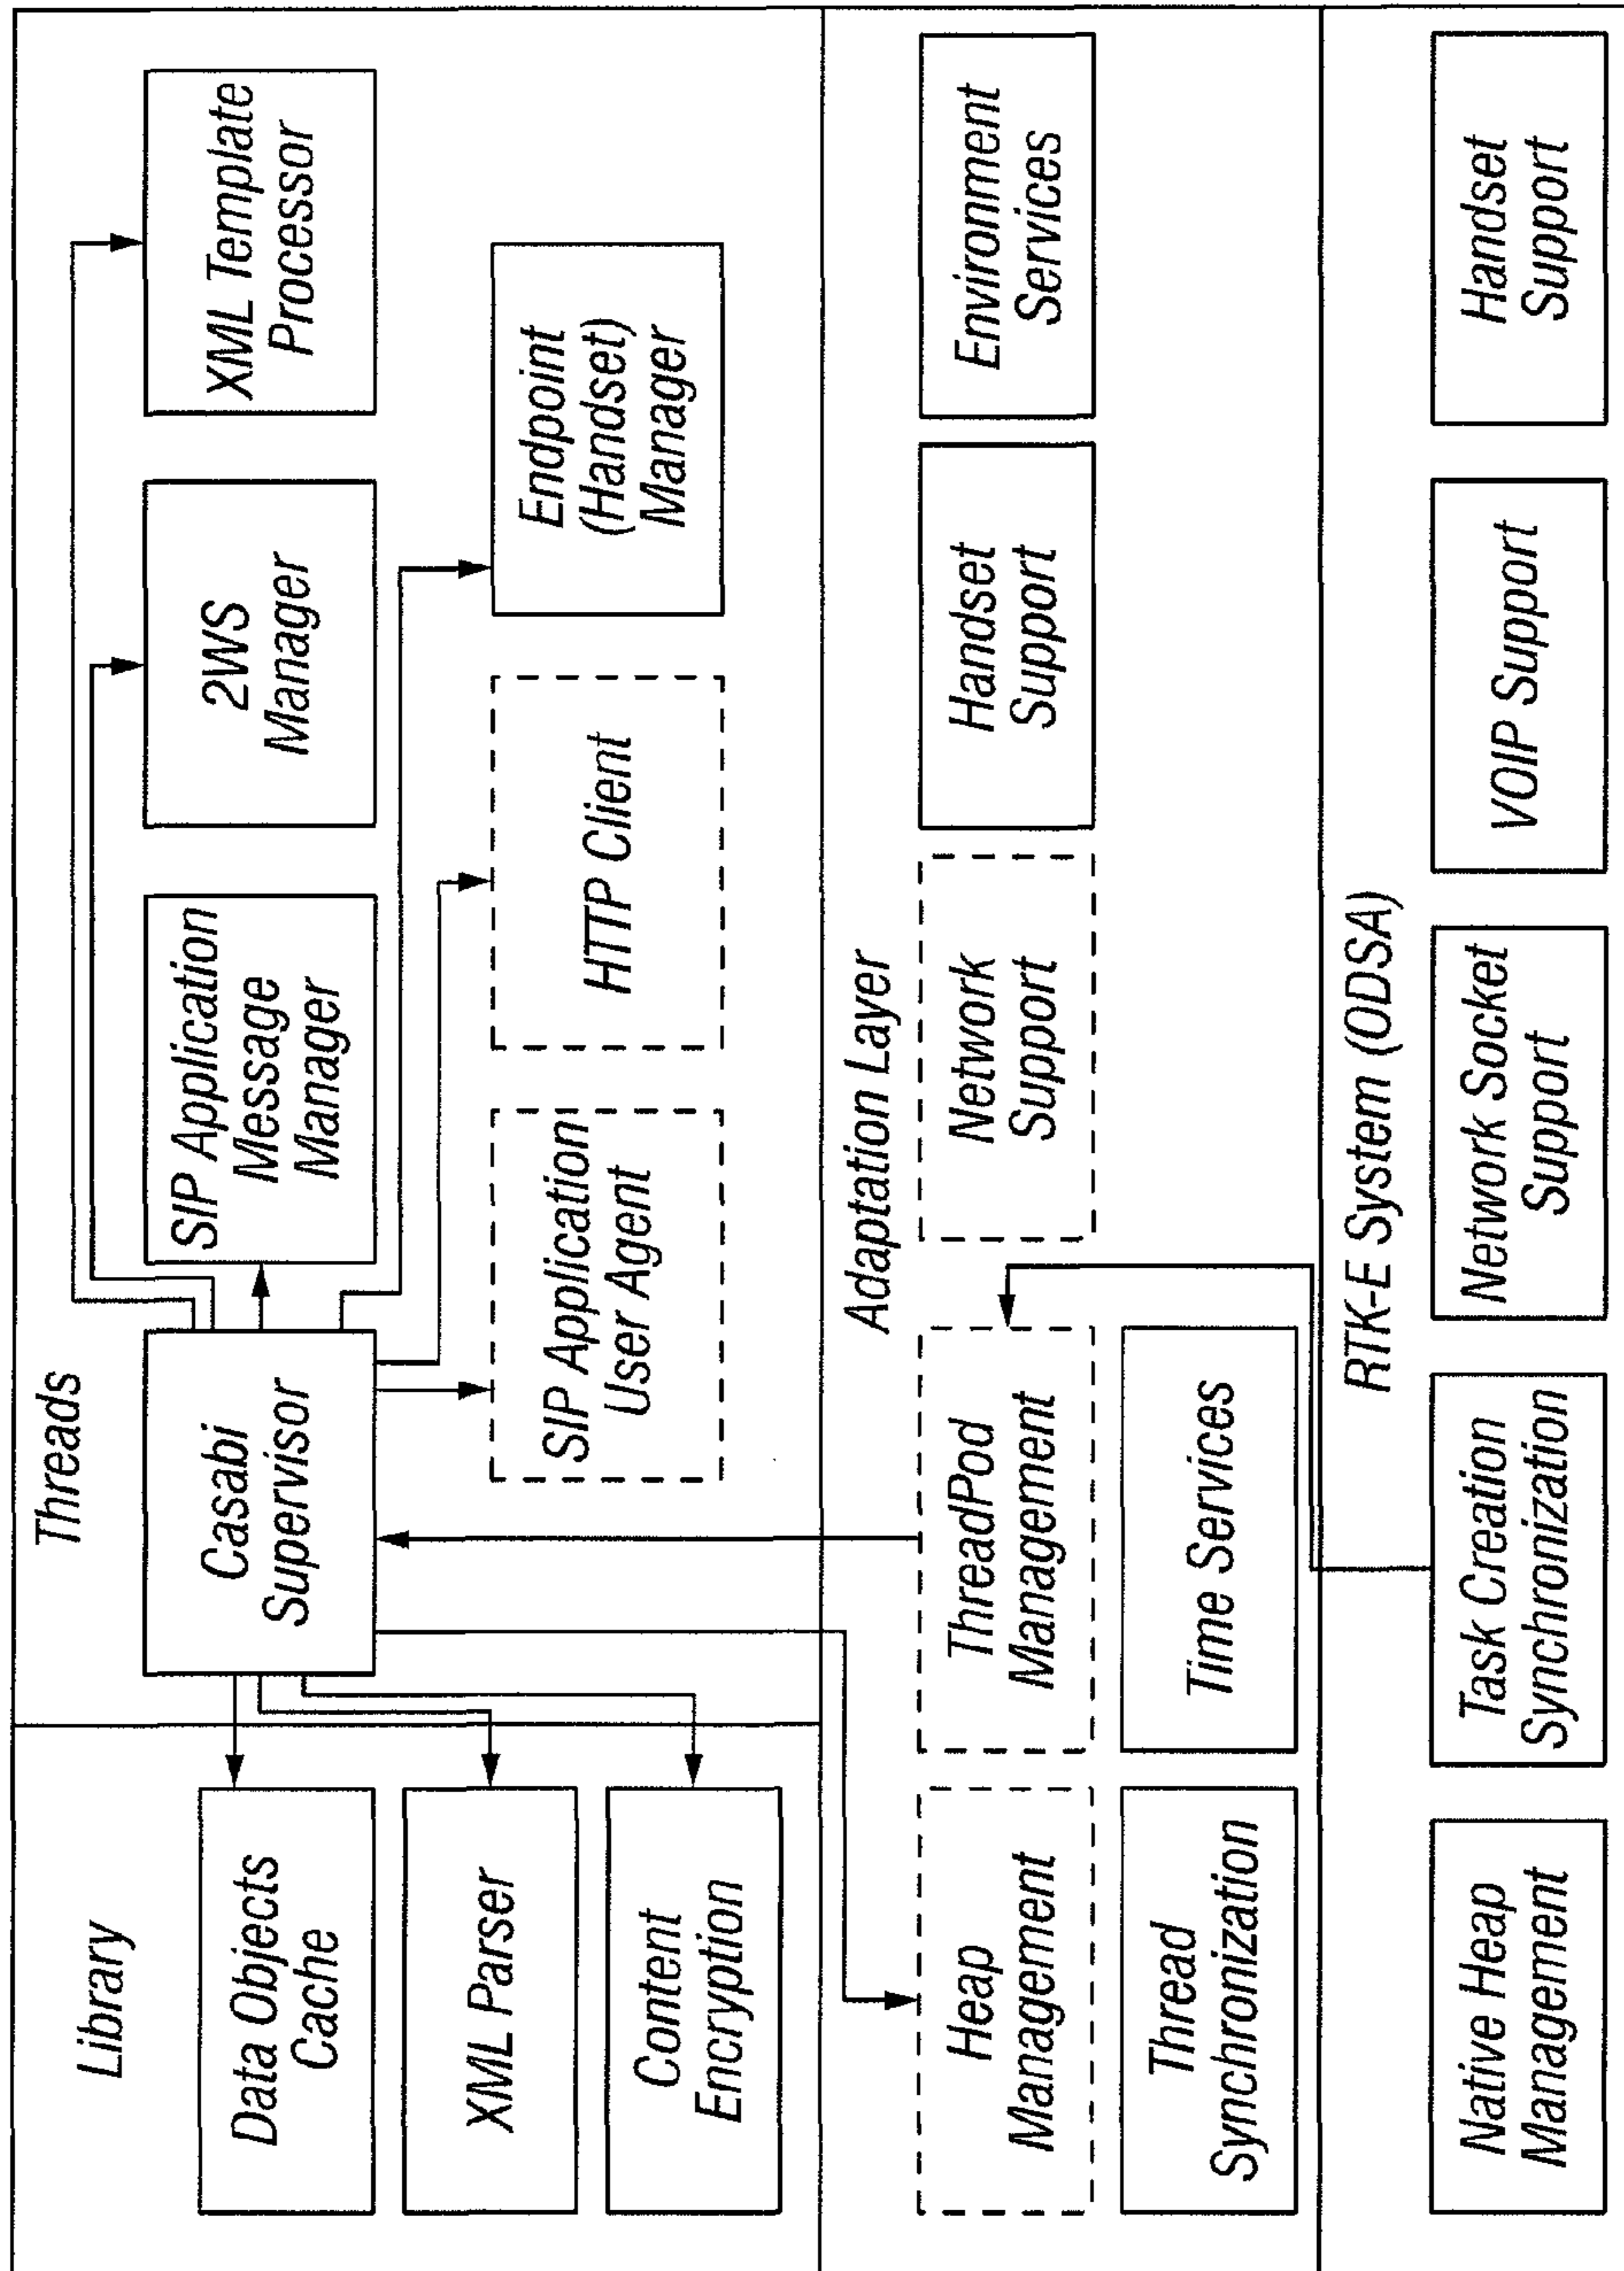 Library
Data Objects
Cache
XML Parser
Content
Encryption
Threads
Casabi
Supervisor
SIP Application
Message
Manager
2WS
Manager
XML Template
Processor
SIP Application
User Agent
HTTP Client
Endpoint
(Handset)
Manager
Adaptation Layer
Heap
Management
ThreadPod
Management
Network
Support
Handset
Support
Environment
Services
Thread
Synchronization
Time Services
RTK-E System (ODSA)
Native Heap
Management
Task Creation
Synchronization
Network Socket
Support
VOIP Support
Handset
Support